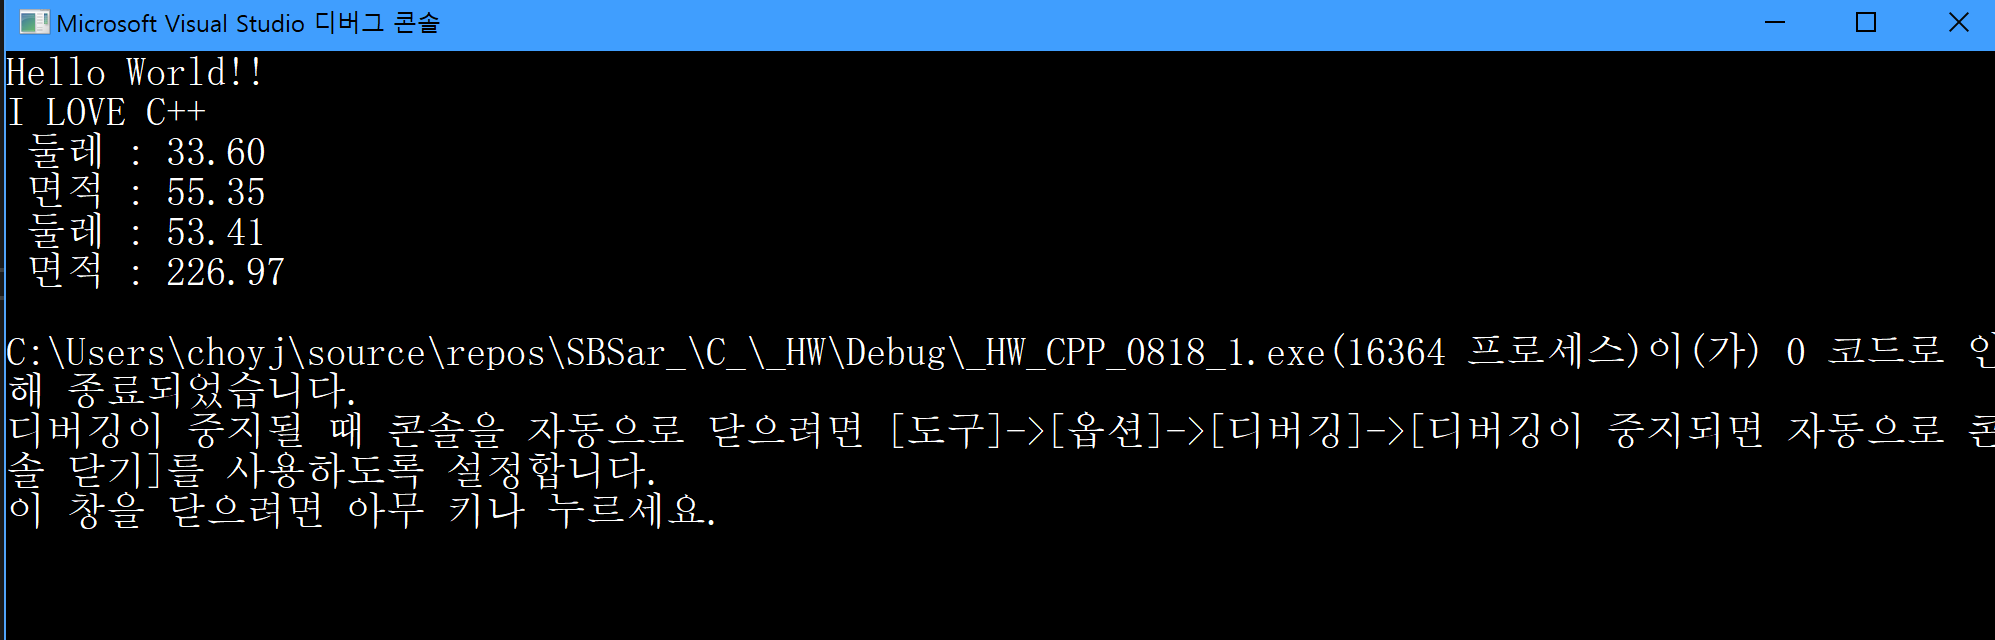 Microsoft Visual Studio 디버그 콘솔
Hello World!!
I LOVE C++
둘레 : 33.60
면적 : 55.35
둘레 : 53.41
면적 : 226.97
C:\Users\choyj\source\repos\SBSar_\C_\_HW\Debug\_HW_CPP_0818_1.exe(16364 프로세스)이(가) 0 코드로 인
해 종료되었습니다.
디버깅이 중지될 때 콘솔을 자동으로 닫으려면 [도구]->[옵션]->[디버깅]->[디버깅이 중지되면 자동으로 콘
솔 닫기]를 사용하도록 설정합니다.
이 창을 닫으려면 아무 키나 누르세요.